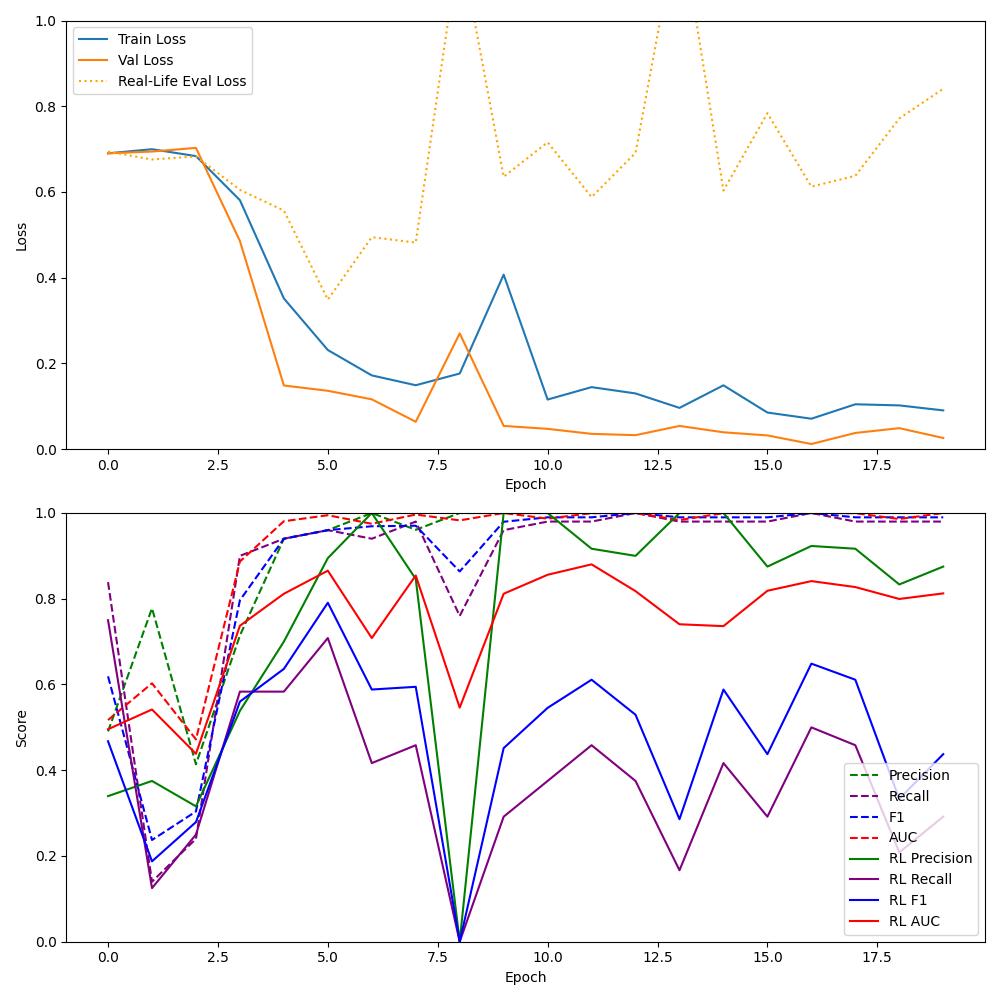 1.0
0.8
0.6
0.4
0.2
0.0
Loss
Train Loss
Val Loss
Real-Life Eval Loss
0.0 2.5 5.0 7.5 10.0 12.5 15.0 17.5
Epoch
1.0
0.8
0.6
0.4
0.2
0.0
Score
Precision
Recall
F1
AUC
RL Precision
RL Recall
RL F1
RL AUC
0.0 2.5 5.0 7.5 10.0 12.5 15.0 17.5
Epoch